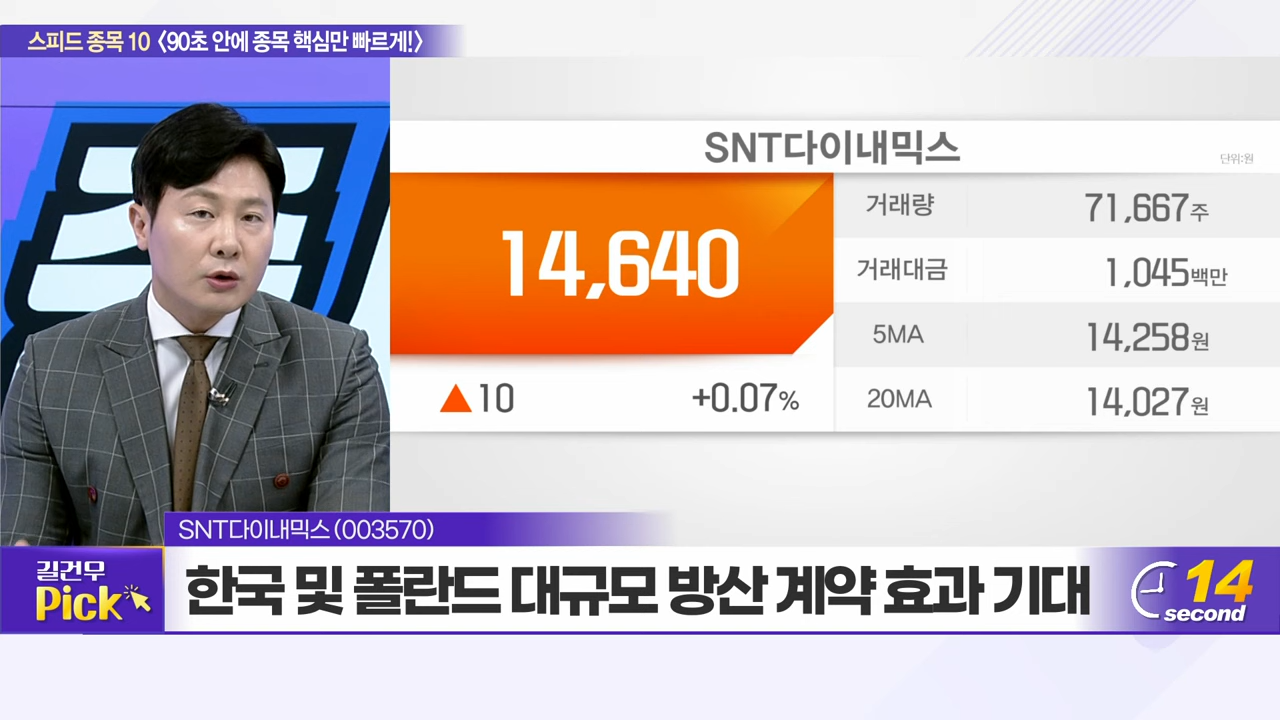 스피드 종목 10 〈90초 안에 종목 핵심만 빠르게!〉
SNT다이내믹스
단위:원
14,640
▲10 +0.07%
거래량 71,667주
거래대금 1,045백만
5MA 14,258원
20MA 14,027원
SNT다이내믹스 (003570)
길건무
Pick
한국 및 폴란드 대규모 방산 계약 효과 기대
14
second